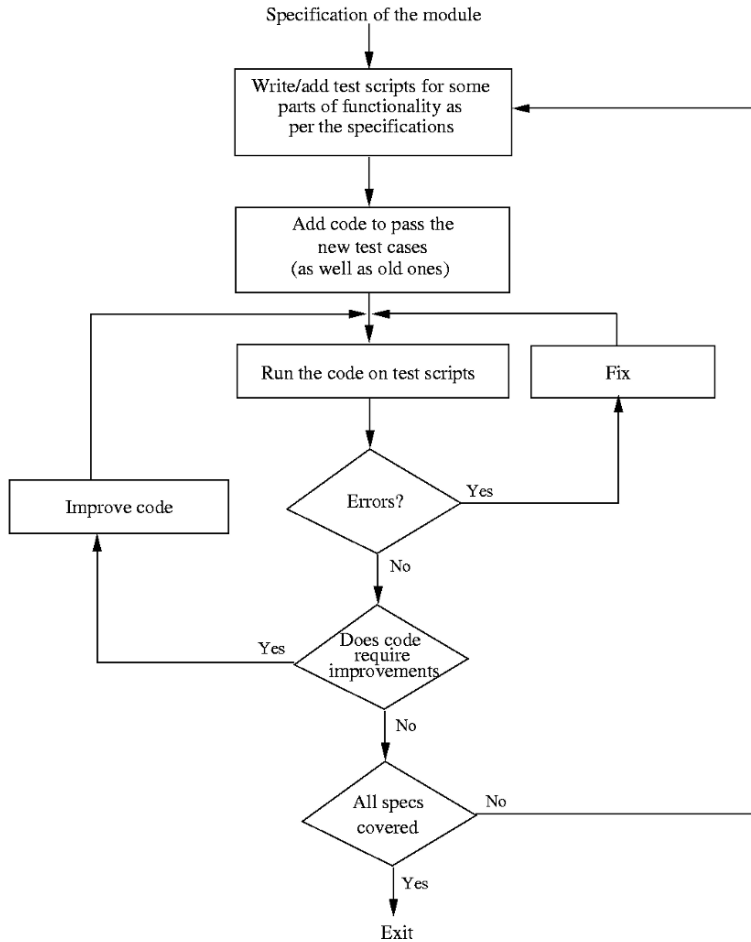 Specification of the module
Write/add test scripts for some
parts of functionality as
per the specifications
Add code to pass the
new test cases
(as well as old ones)
Run the code on test scripts
Fix
Improve code
Errors?
Yes
No
Does code
require
improvements
Yes
No
All specs
covered
No
Yes
Exit